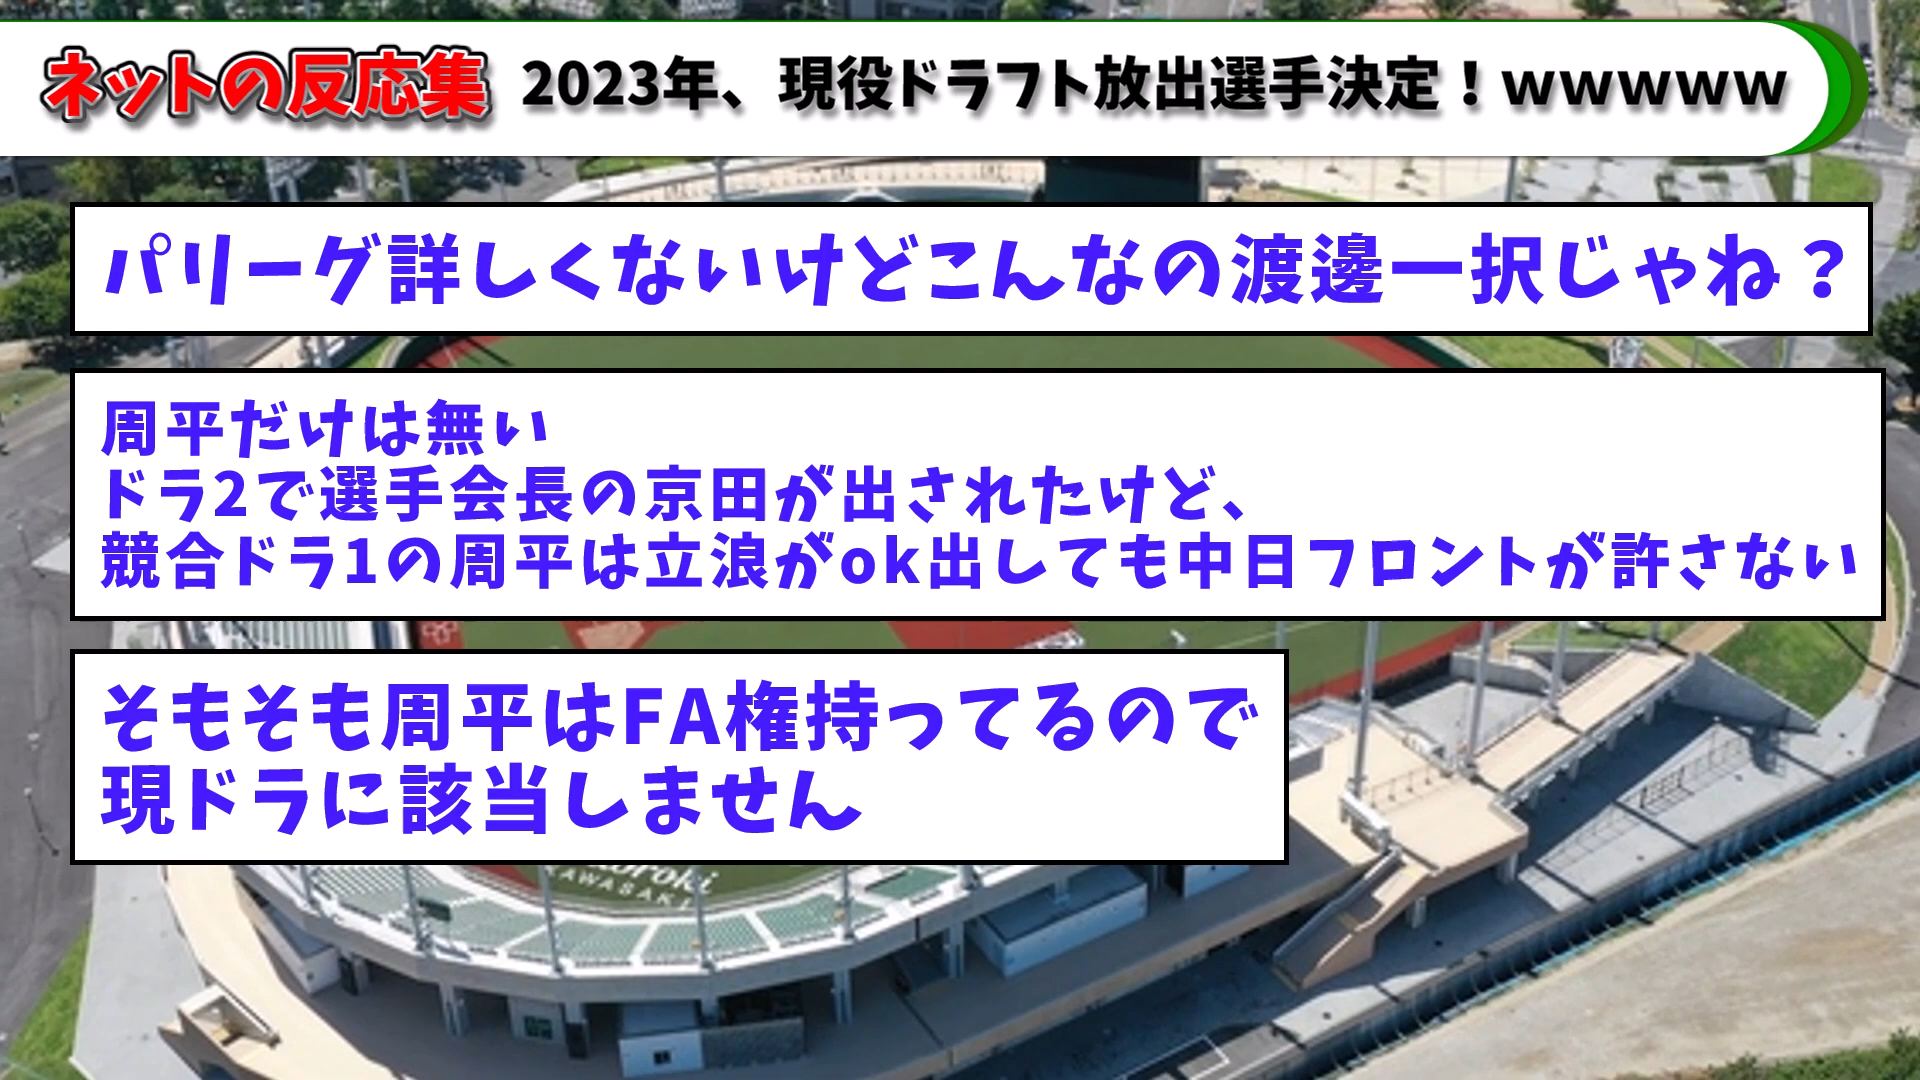 ネットの反応集 2023年、現役ドラフト放出選手決定！wwwww
パリーグ詳しくないけどこんなの渡邊一択じゃね？
周平だけは無い
ドラ2で選手会長の京田が出されたけど、
競合ドラ1の周平は立浪がok出しても中日フロントが許さない
そもそも周平はFA権持ってるので
現ドラに該当しません
KAWASAKI